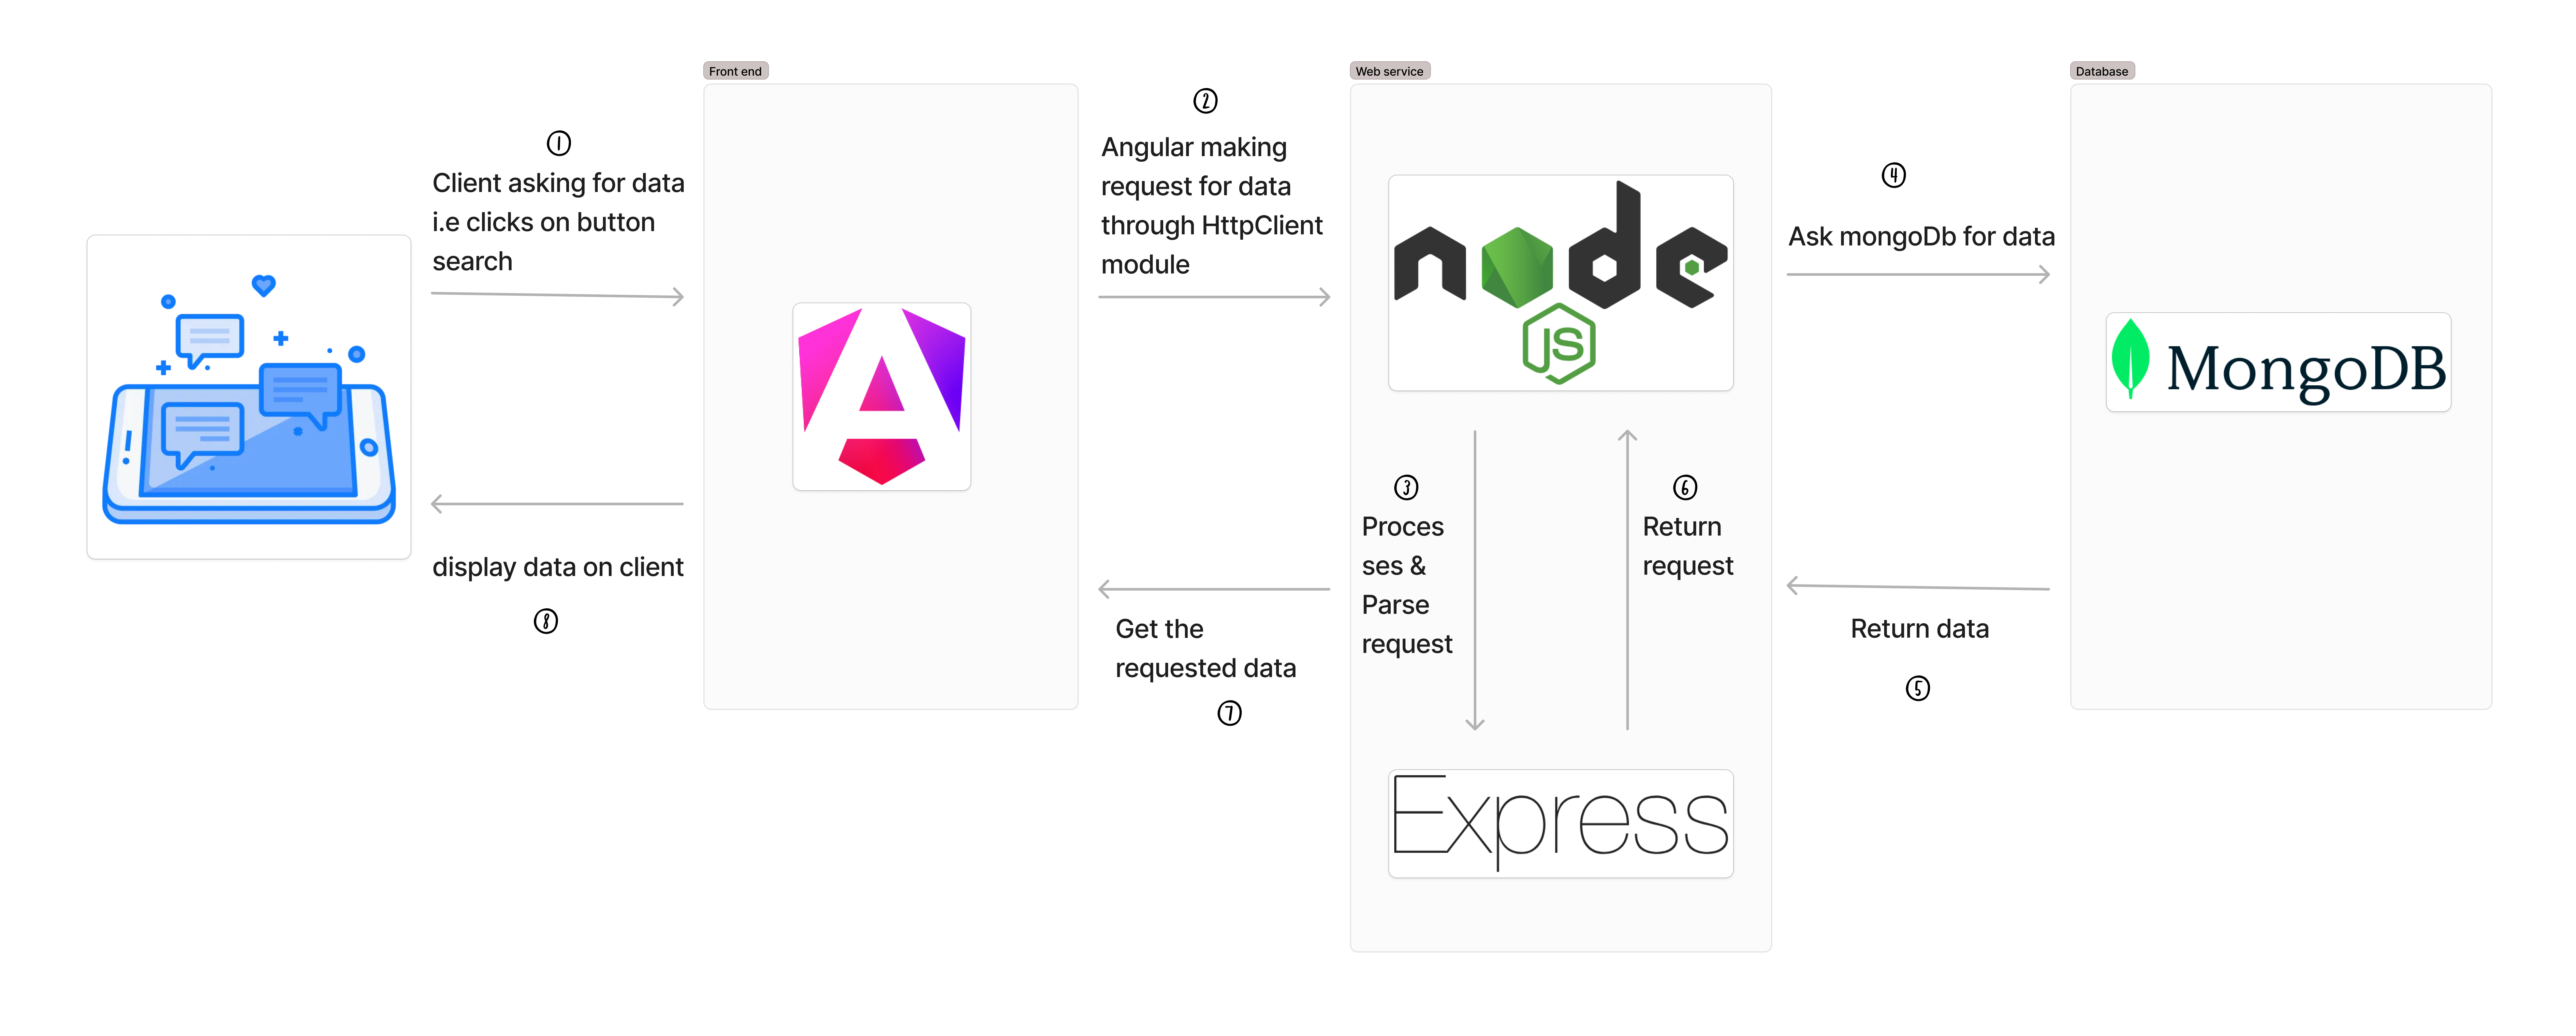 Front end
Web service
Database
1
Client asking for data
i.e clicks on button
search
2
Angular making
request for data
through HttpClient
module
node
JS
4
Ask mongoDb for data
MongoDB
3
Proces
ses &
Parse
request
6
Return
request
display data on client
8
Get the
requested data
7
Return data
5
Express